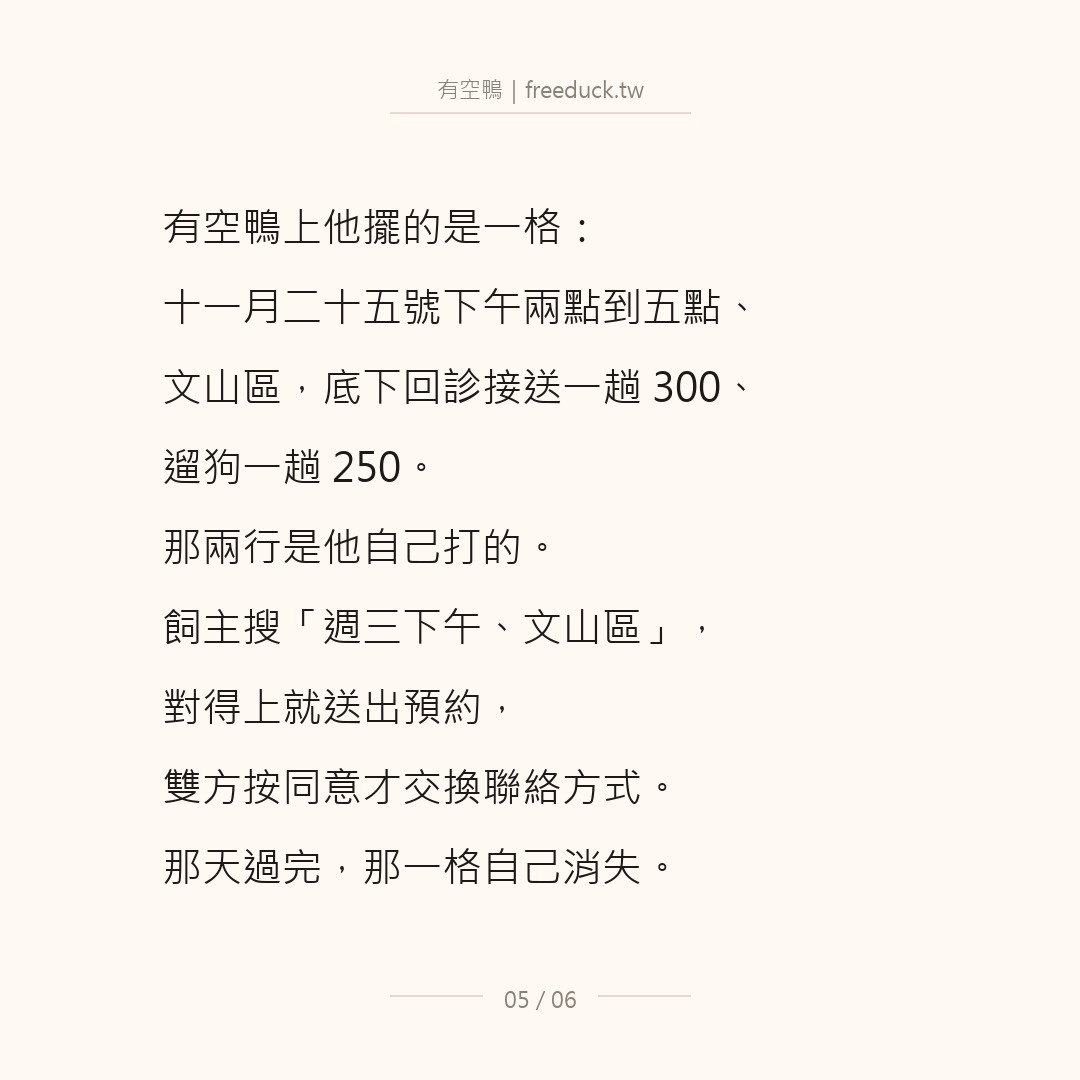 有空鴨 | freeduck.tw
有空鴨上他擺的是一格：
十一月二十五號下午兩點到五點、
文山區，底下回診接送一趟 300、
遛狗一趟 250。
那兩行是他自己打的。
飼主搜「週三下午、文山區」，
對得上就送出預約，
雙方按同意才交換聯絡方式。
那天過完，那一格自己消失。
05 / 06